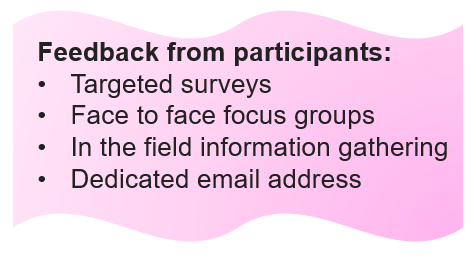 Feedback from participants:
• Targeted surveys
• Face to face focus groups
• In the field information gathering
• Dedicated email address